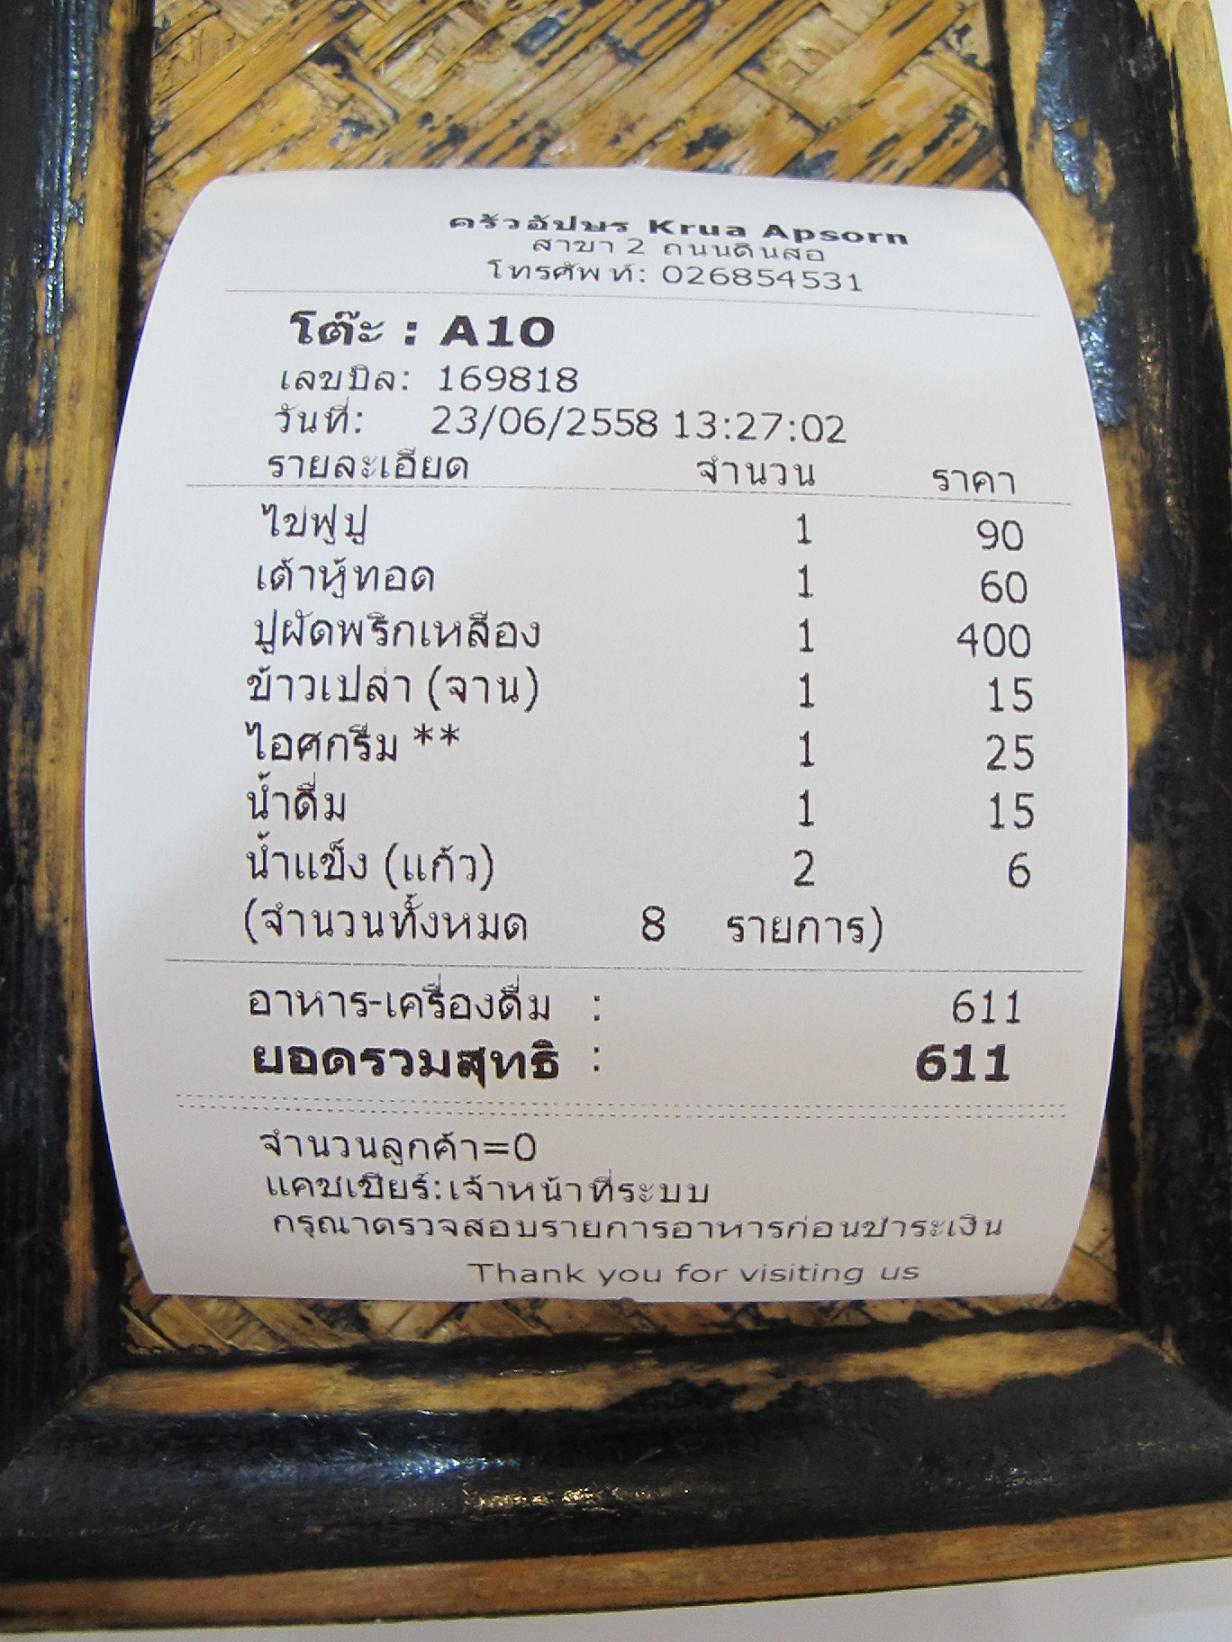 ครัวอัปษร Krua Apsorn
สาขา 2 ถนนดินสอ
โทรศัพท์: 026854531
โต๊ะ : A10
เลขบิล: 169818
วันที่: 23/06/2558 13:27:02
รายละเอียด จำนวน ราคา
ไข่ฟูปู 1 90
เต้าหู้ทอด 1 60
ปูผัดพริกเหลือง 1 400
ข้าวเปล่า (จาน) 1 15
ไอศกรีม ** 1 25
น้ำดื่ม 1 15
น้ำแข็ง (แก้ว) 2 6
(จำนวนทั้งหมด 8 รายการ)
อาหาร-เครื่องดื่ม : 611
ยอดรวมสุทธิ : 611
จำนวนลูกค้า=0
แคชเชียร์:เจ้าหน้าที่ระบบ
กรุณาตรวจสอบรายการอาหารก่อนชำระเงิน
Thank you for visiting us